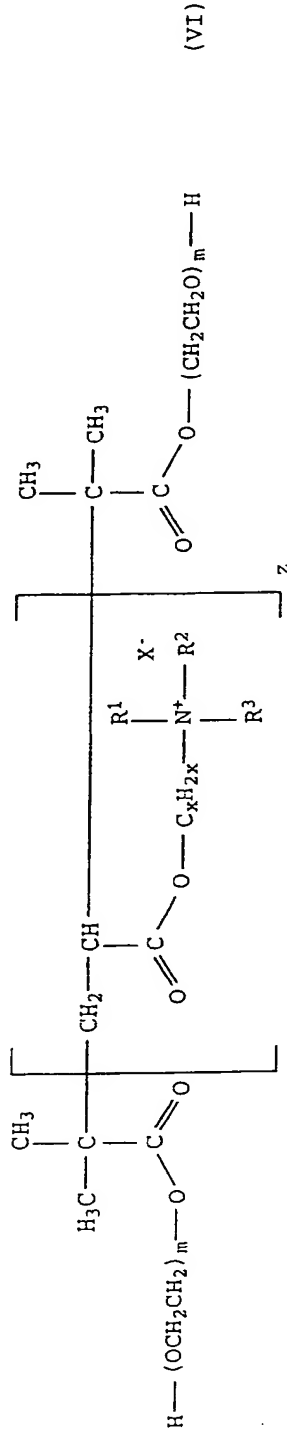 CH₃ CH₃
H₃C—C—CH₂—CH—C—CH₃
C C R¹ X⁻ C
O O O O CₓH₂ₓ—N⁺—R² O O
H—(OCH₂CH₂)ₘ R³ z (CH₂CH₂O)ₘ—H
(VI)